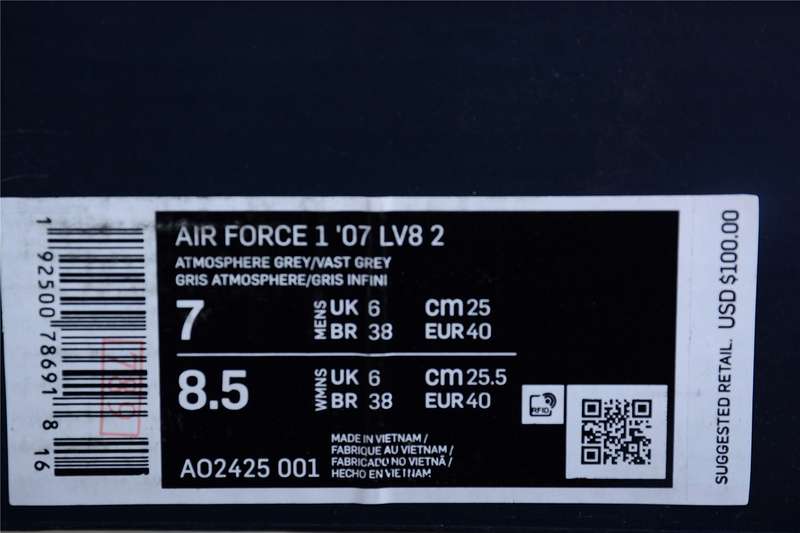 AIR FORCE 1 '07 LV8 2
ATMOSPHERE GREY/VAST GREY
GRIS ATMOSPHERE/GRIS INFINI
7 MENS UK 6 CM 25
BR 38 EUR 40
8.5 WMNS UK 6 CM 25.5
BR 38 EUR 40
RFID
AO2425 001
MADE IN VIETNAM /
FABRIQUE AU VIETNAM /
FABRICADO NO VIETNÃ /
HECHO EN VIETNAM
1 92500 78691 8 16
789
SUGGESTED RETAIL. USD $100.00